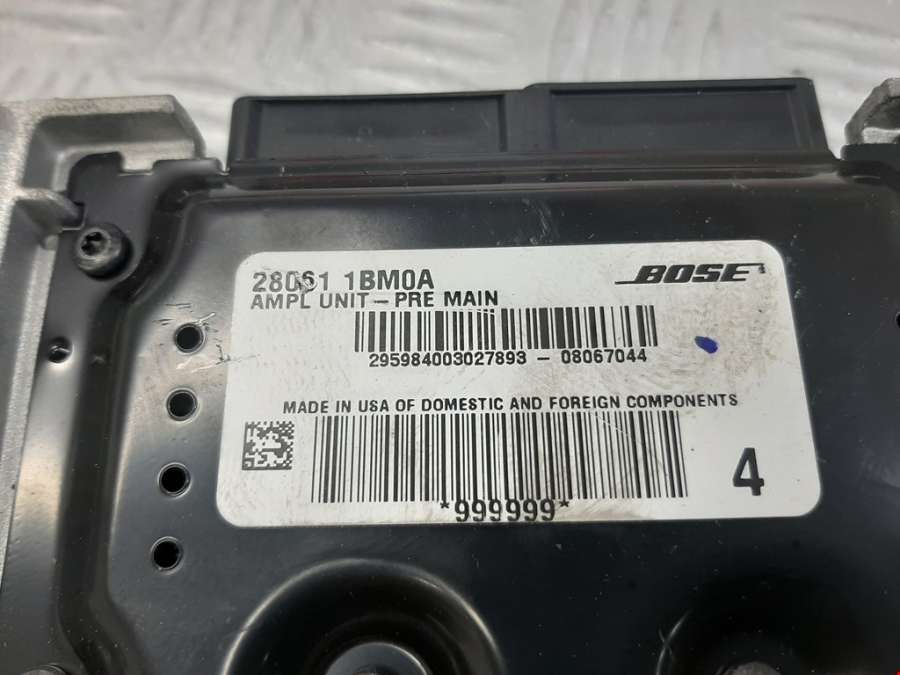 28061 1BM0A BOSE
AMPL UNIT - PRE MAIN
295984003027893 - 08067044
MADE IN USA OF DOMESTIC AND FOREIGN COMPONENTS
4
*999999*